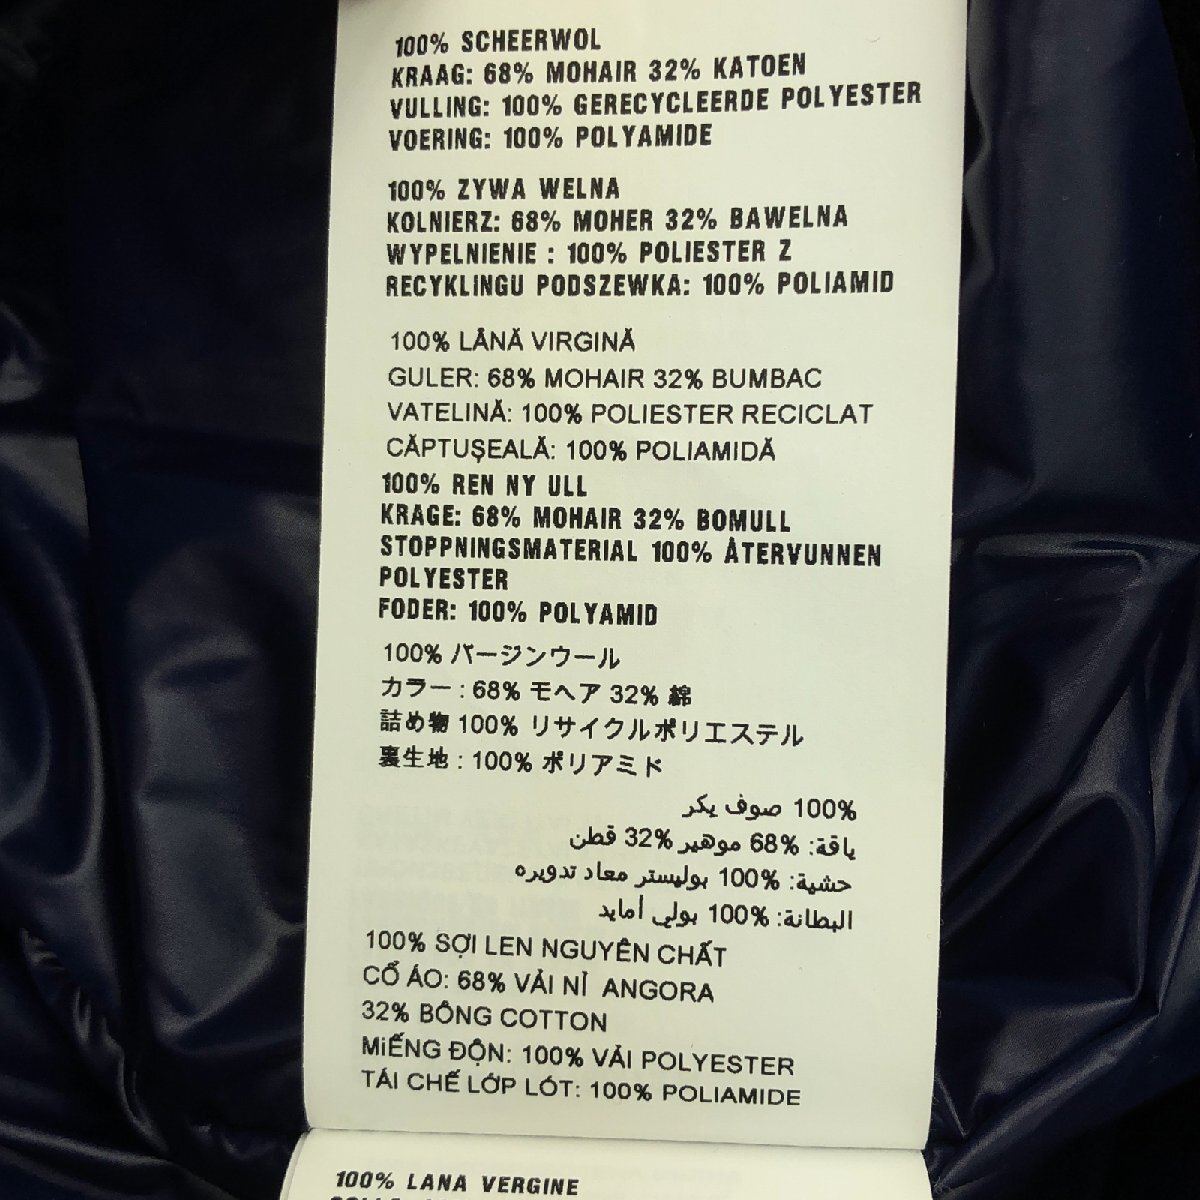 100% SCHEERWOL
KRAAG: 68% MOHAIR 32% KATOEN
VULLING: 100% GERECYCLEERDE POLYESTER
VOERING: 100% POLYAMIDE
100% ZYWA WELNA
KOLNIERZ: 68% MOHER 32% BAWELNA
WYPELNIENIE : 100% POLIESTER Z
RECYKLINGU PODSZEWKA: 100% POLIAMID
100% LÂNĂ VIRGINĂ
GULER: 68% MOHAIR 32% BUMBAC
VATELINĂ: 100% POLIESTER RECICLAT
CĂPTUȘEALĂ: 100% POLIAMIDĂ
100% REN NY ULL
KRAGE: 68% MOHAIR 32% BOMULL
STOPPNINGSMATERIAL 100% ÅTERVUNNEN
POLYESTER
FODER: 100% POLYAMID
100% バージンウール
カラー : 68% モヘア 32% 綿
詰め物 100% リサイクルポリエステル
裏生地 : 100% ポリアミド
100% صوف بكر
ياقة: 68% موهير 32% قطن
حشية: 100% بوليستر معاد تدويره
البطانة: 100% بولي أمايد
100% SỢI LEN NGUYÊN CHẤT
CỔ ÁO: 68% VẢI NỈ ANGORA
32% BÔNG COTTON
MiẾNG ĐỘN: 100% VẢI POLYESTER
TÁI CHẾ LỚP LÓT: 100% POLIAMIDE
100% LANA VERGINE